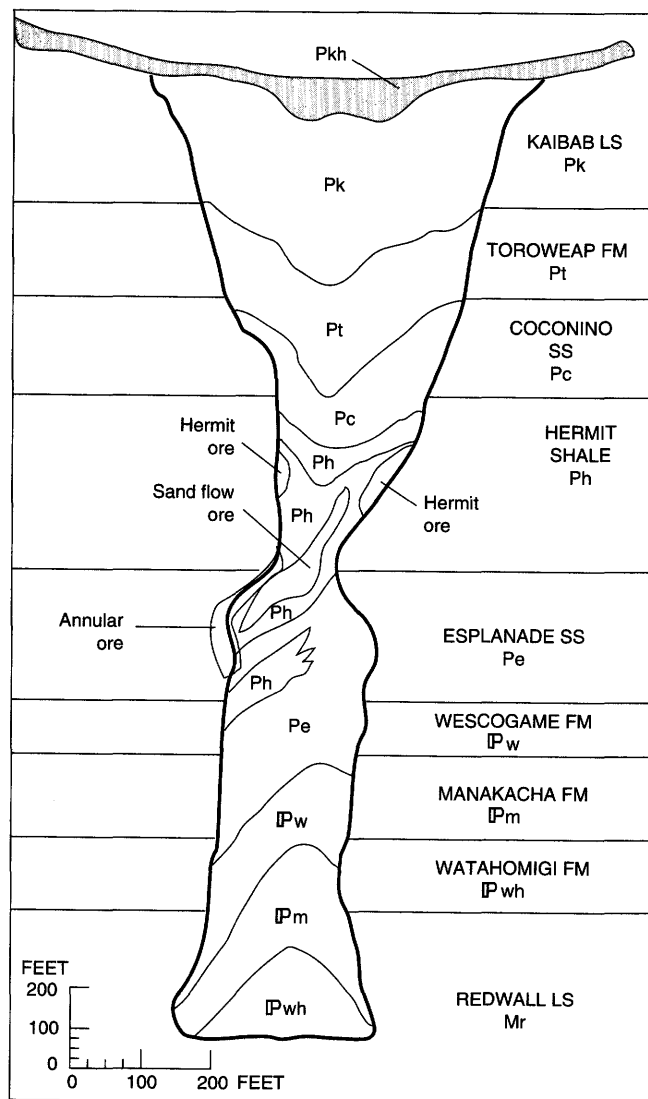 Pkh
KAIBAB LS
Pk
Pk
TOROWEAP FM
Pt
Pt
COCONINO
SS
Pc
Pc
Hermit
ore
Ph
HERMIT
SHALE
Ph
Sand flow
ore
Ph
Hermit
ore
Annular
ore
Ph
ESPLANADE SS
Pe
Ph
Pe
WESCOGAME FM
ℙw
ℙw
MANAKACHA FM
ℙm
WATAHOMIGI FM
ℙwh
ℙm
ℙwh
REDWALL LS
Mr
FEET
200
100
0
0 100 200 FEET